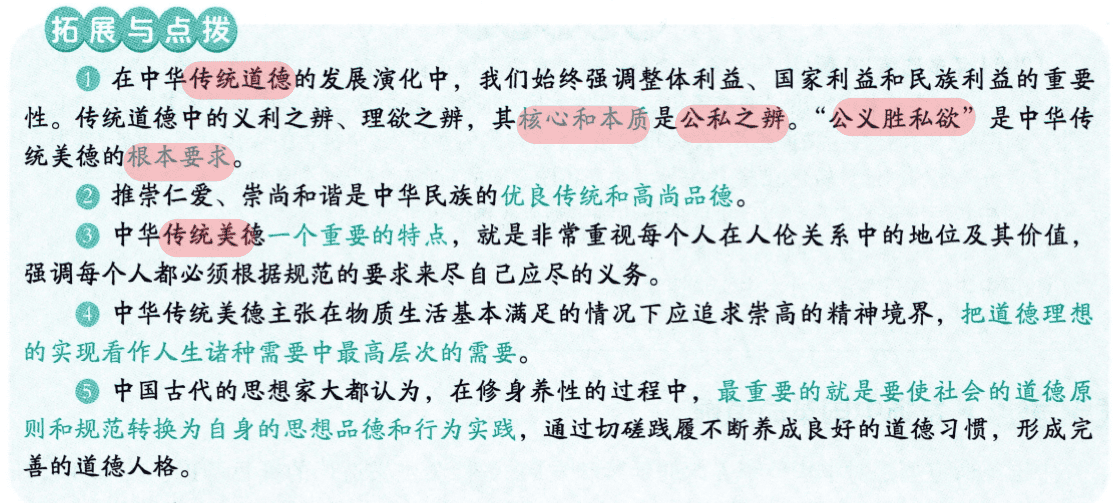 拓展与点拨
① 在中华传统道德的发展演化中，我们始终强调整体利益、国家利益和民族利益的重要
性。传统道德中的义利之辨、理欲之辨，其核心和本质是公私之辨。“公义胜私欲”是中华传
统美德的根本要求。
② 推崇仁爱、崇尚和谐是中华民族的优良传统和高尚品德。
③ 中华传统美德一个重要的特点，就是非常重视每个人在人伦关系中的地位及其价值，
强调每个人都必须根据规范的要求来尽自己应尽的义务。
④ 中华传统美德主张在物质生活基本满足的情况下应追求崇高的精神境界，把道德理想
的实现看作人生诸种需要中最高层次的需要。
⑤ 中国古代的思想家大都认为，在修身养性的过程中，最重要的就是要使社会的道德原
则和规范转换为自身的思想品德和行为实践，通过切磋践履不断养成良好的道德习惯，形成完
善的道德人格。